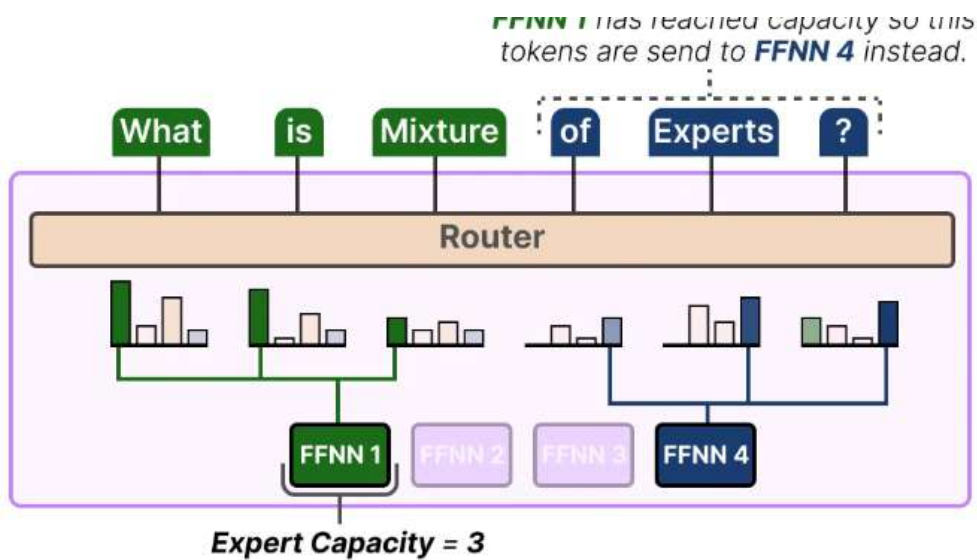 FFNN 1 has reached capacity so this
tokens are send to FFNN 4 instead.
What is Mixture of Experts ?
Router
FFNN 1 FFNN 2 FFNN 3 FFNN 4
Expert Capacity = 3